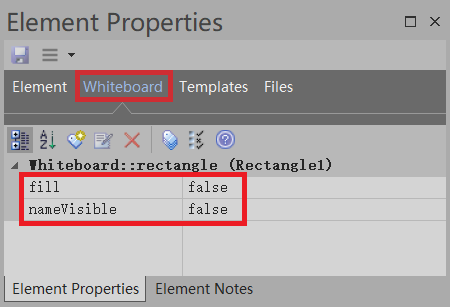 Element Properties
Element Whiteboard Templates Files
Whiteboard::rectangle (Rectangle1)
fill false
nameVisible false
Element Properties Element Notes